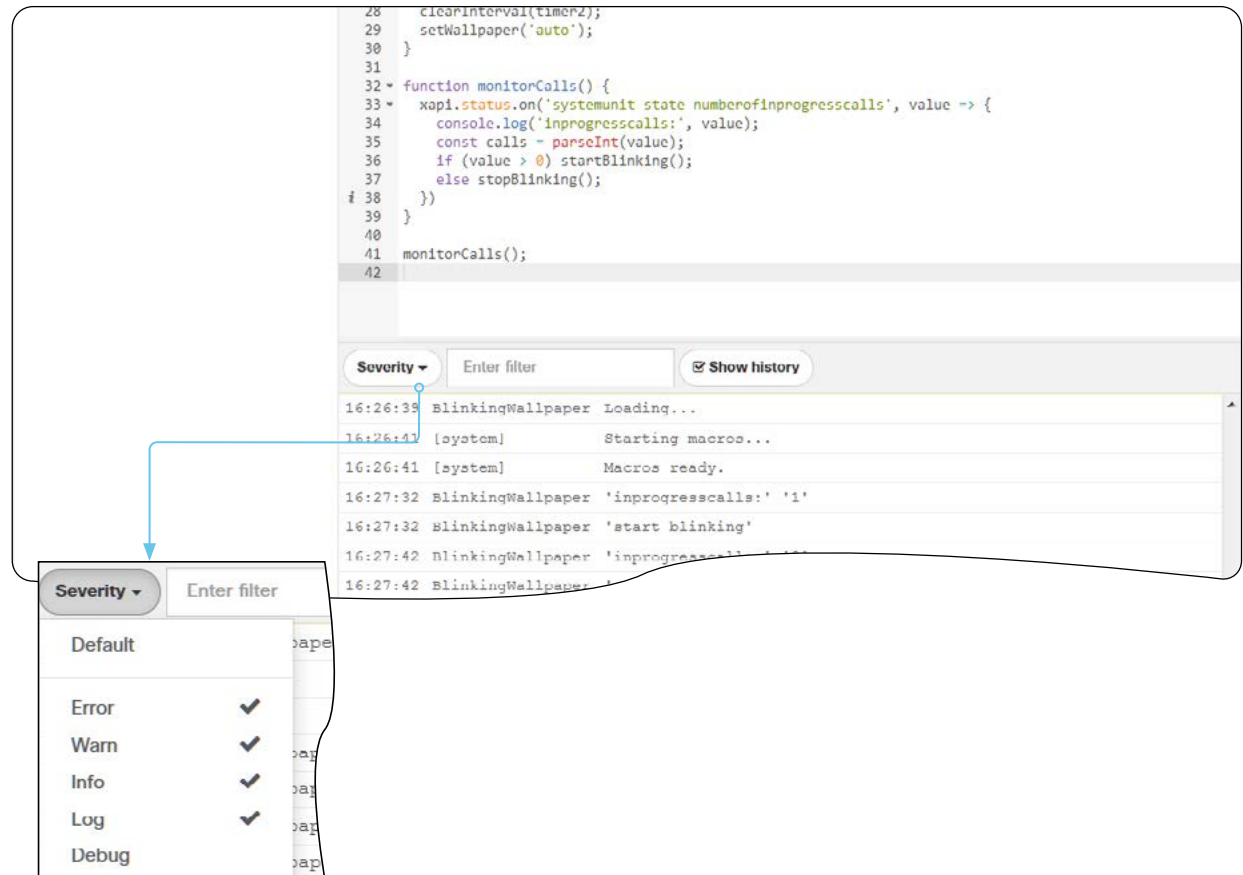 28 clearInterval(timer2);
29 setWallpaper('auto');
30 }
31
32 function monitorCalls() {
33 xapi.status.on('systemunit state numberofinprogresscalls', value => {
34 console.log('inprogresscalls:', value);
35 const calls = parseInt(value);
36 if (value > 0) startBlinking();
37 else stopBlinking();
i 38 })
39 }
40
41 monitorCalls();
42
Severity Enter filter Show history
16:26:39 BlinkingWallpaper Loading...
16:26:41 [system] Starting macros...
16:26:41 [system] Macros ready.
16:27:32 BlinkingWallpaper 'inprogresscalls:' '1'
16:27:32 BlinkingWallpaper 'start blinking'
16:27:42 BlinkingWallpaper
16:27:42 BlinkingWallpaper
Severity Enter filter
Default
Error
Warn
Info
Log
Debug